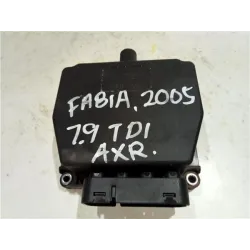 FABIA, 2005
1.9 TDI
AXR.